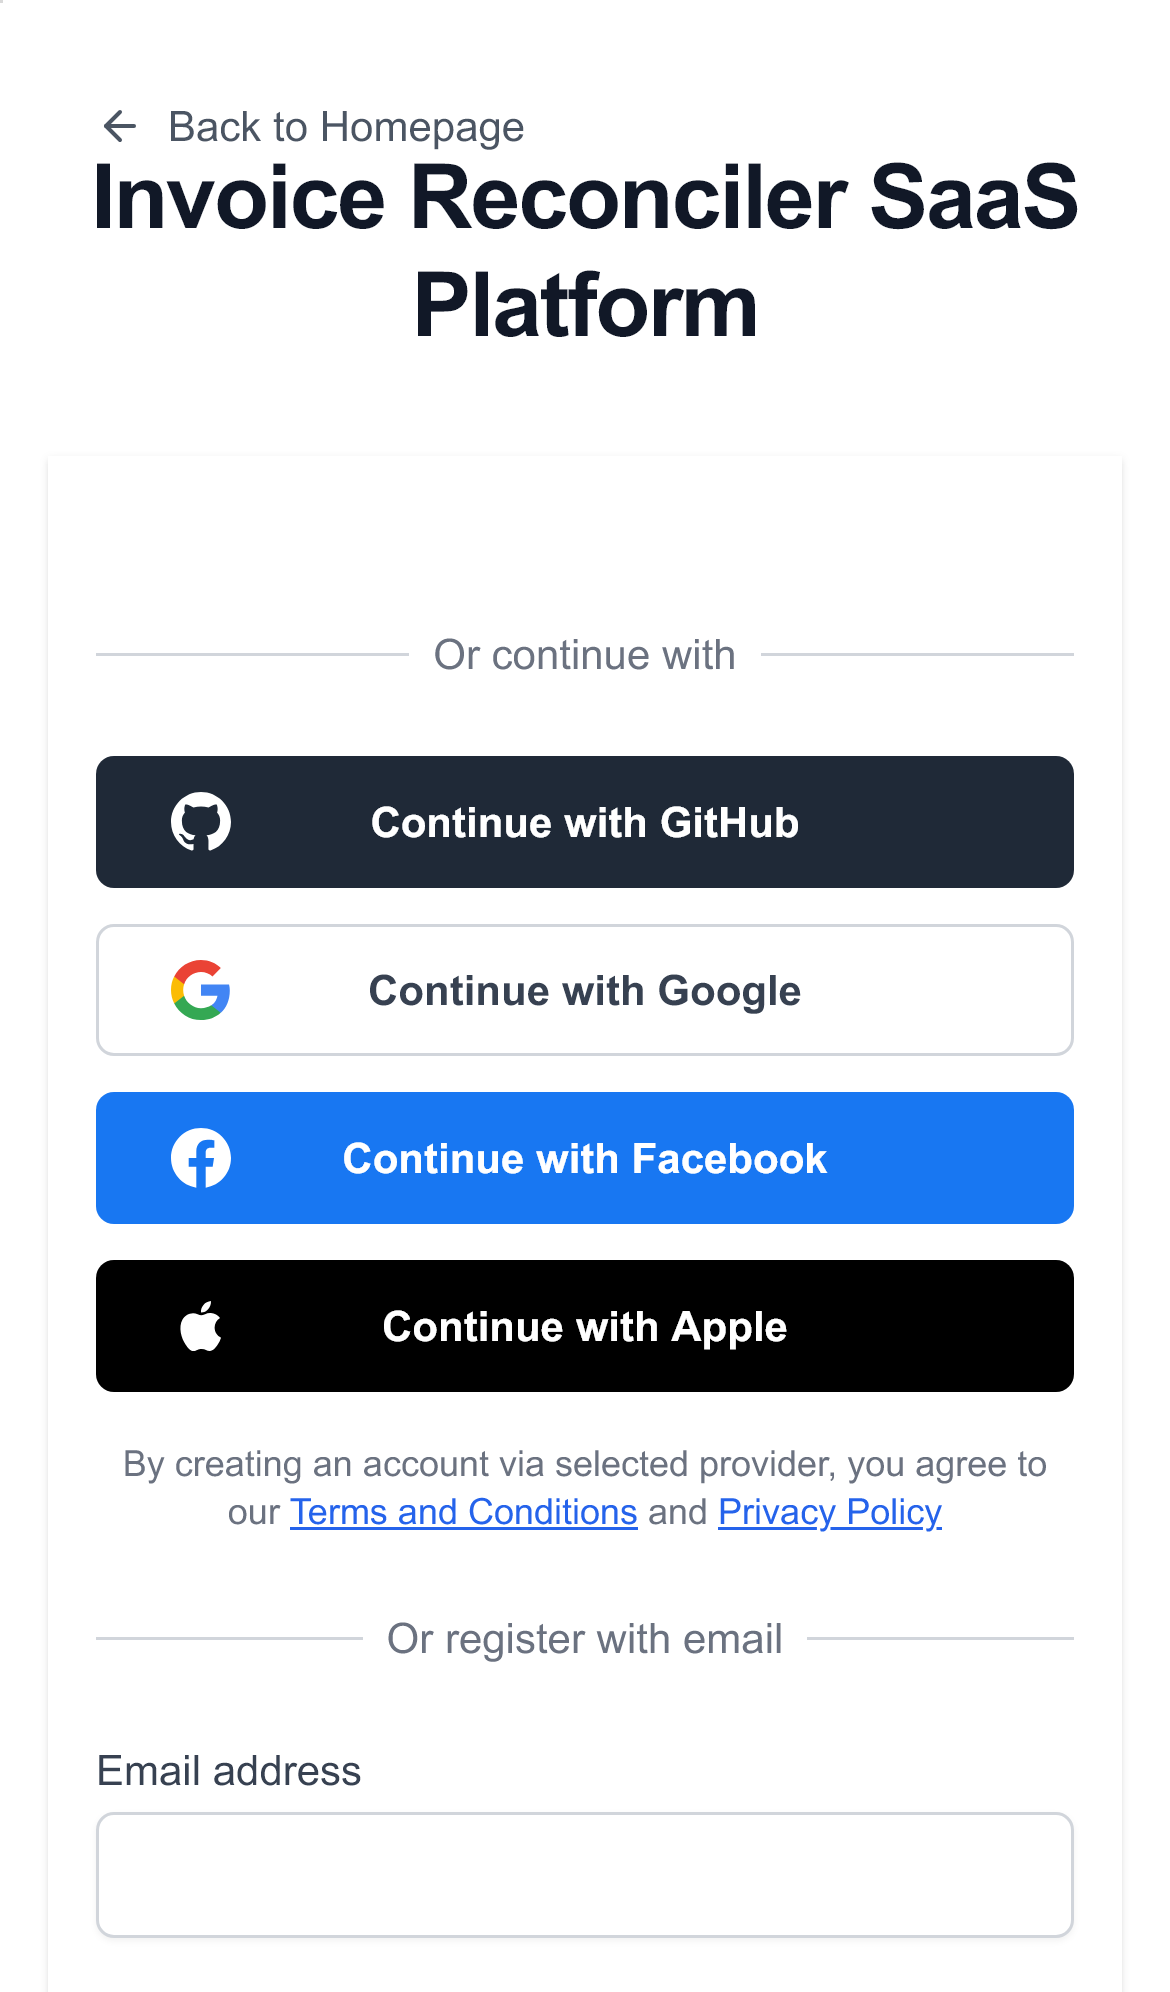 Back to Homepage
Invoice Reconciler SaaS
Platform
Or continue with
Continue with GitHub
Continue with Google
Continue with Facebook
Continue with Apple
By creating an account via selected provider, you agree to
our Terms and Conditions and Privacy Policy
Or register with email
Email address